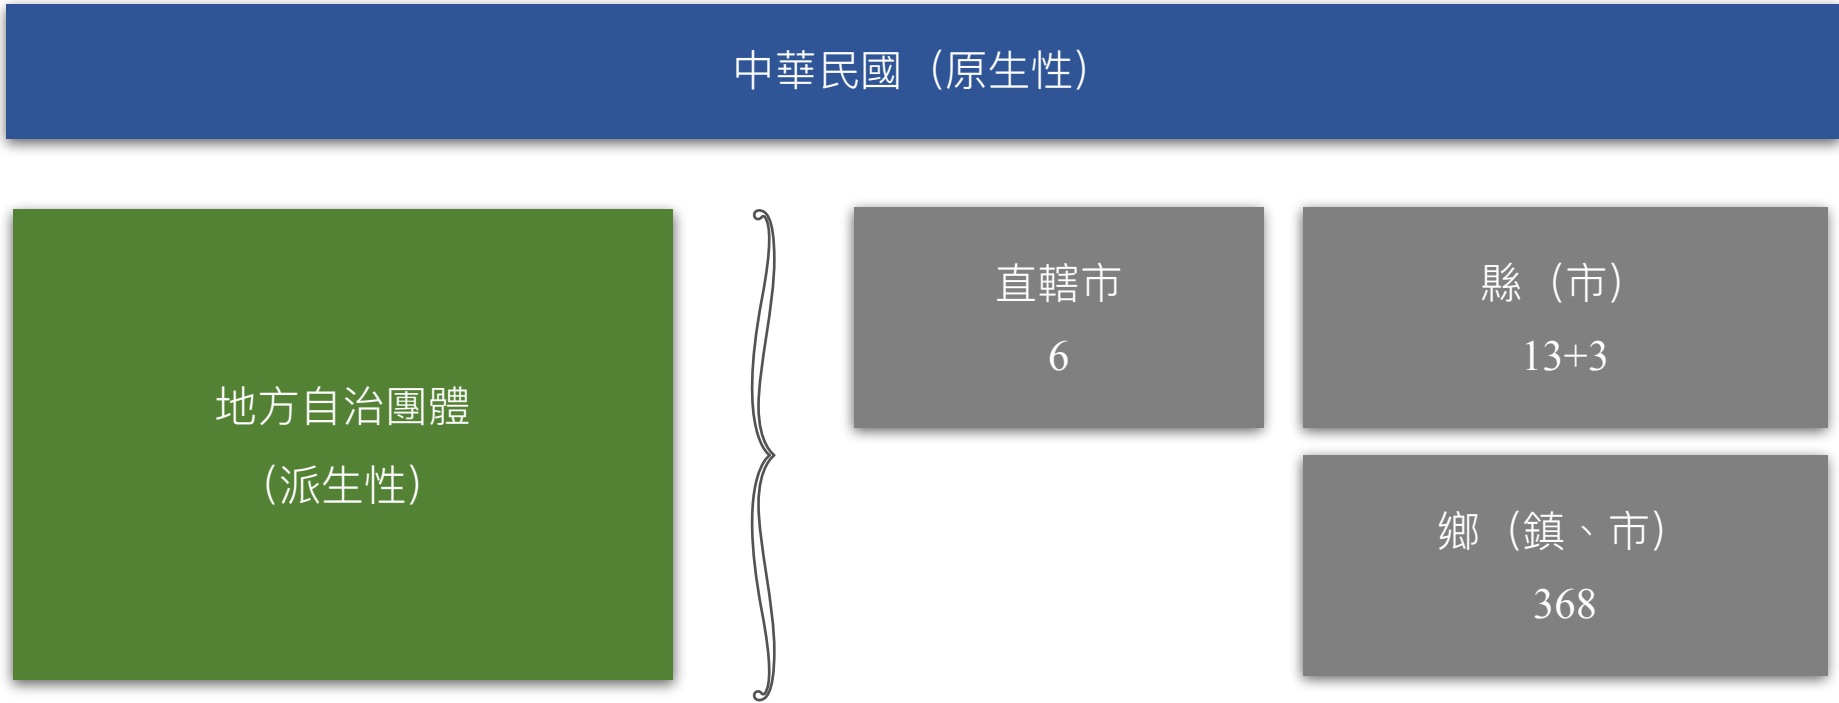 中華民國（原生性）
地方自治團體
（派生性）
直轄市
6
縣（市）
13+3
鄉（鎮、市）
368